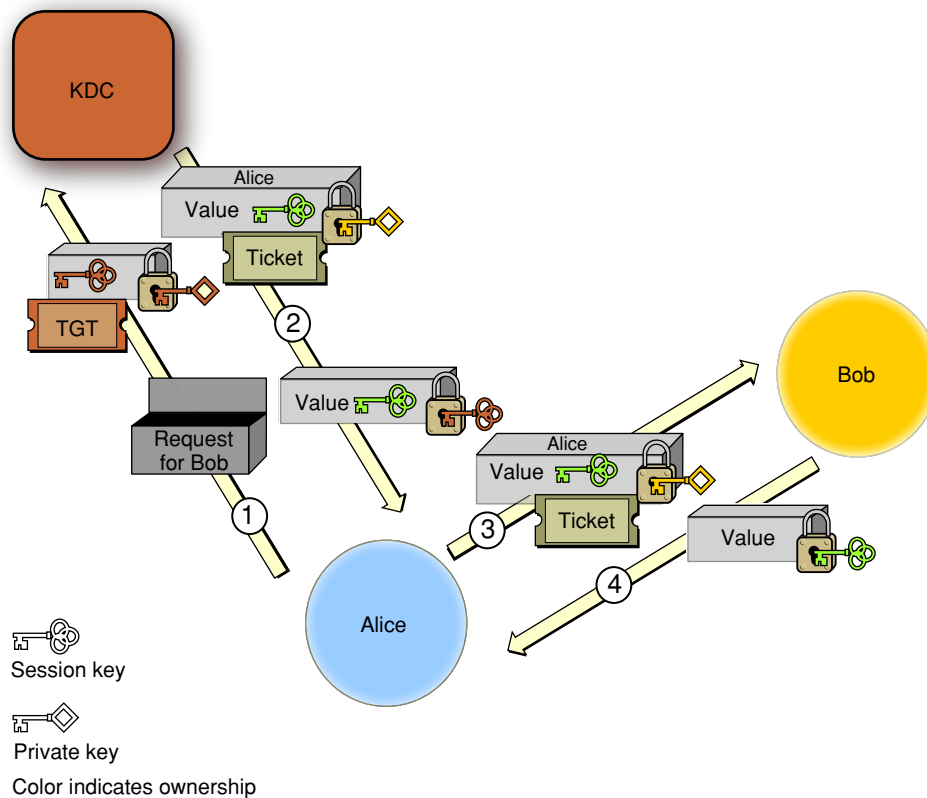 KDC
Alice
Value
Ticket
TGT
2
Value
Request
for Bob
1
Bob
Alice
Value
Ticket
3
Value
4
Alice
Session key
Private key
Color indicates ownership